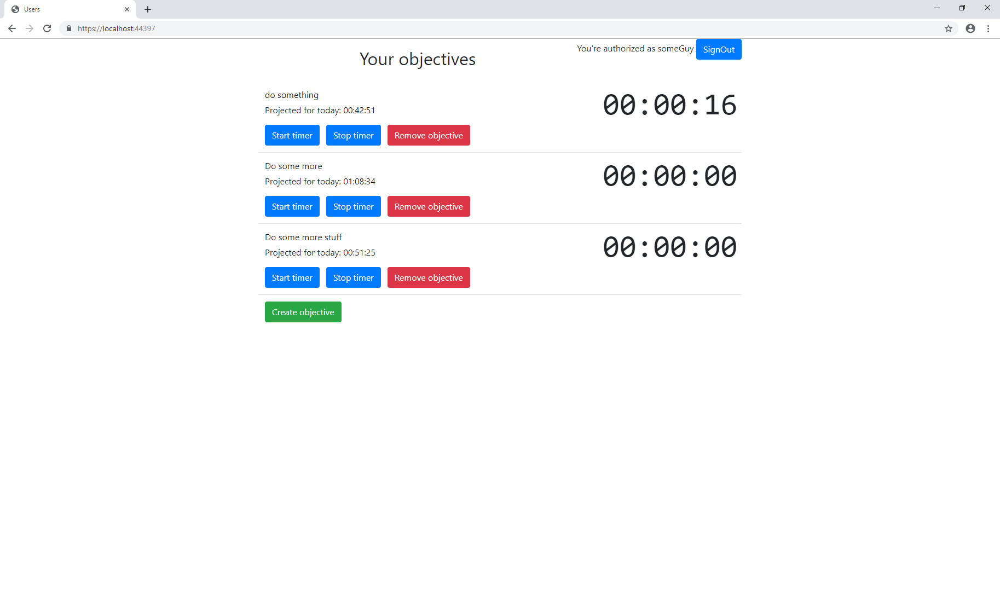 Users
https://localhost:44397
You're authorized as someGuy SignOut
Your objectives
do something
00:00:16
Projected for today: 00:42:51
Start timer Stop timer Remove objective
Do some more
00:00:00
Projected for today: 01:08:34
Start timer Stop timer Remove objective
Do some more stuff
00:00:00
Projected for today: 00:51:25
Start timer Stop timer Remove objective
Create objective